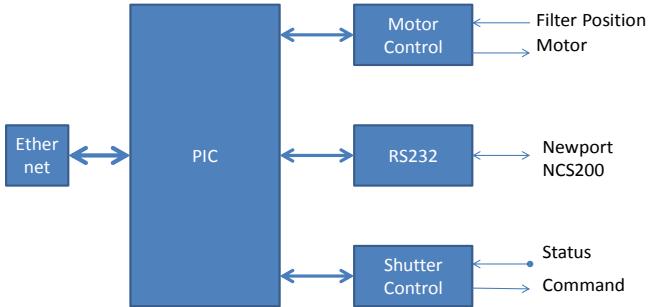 Ether
net
PIC
Motor
Control
Filter Position
Motor
RS232
Newport
NCS200
Shutter
Control
Status
Command